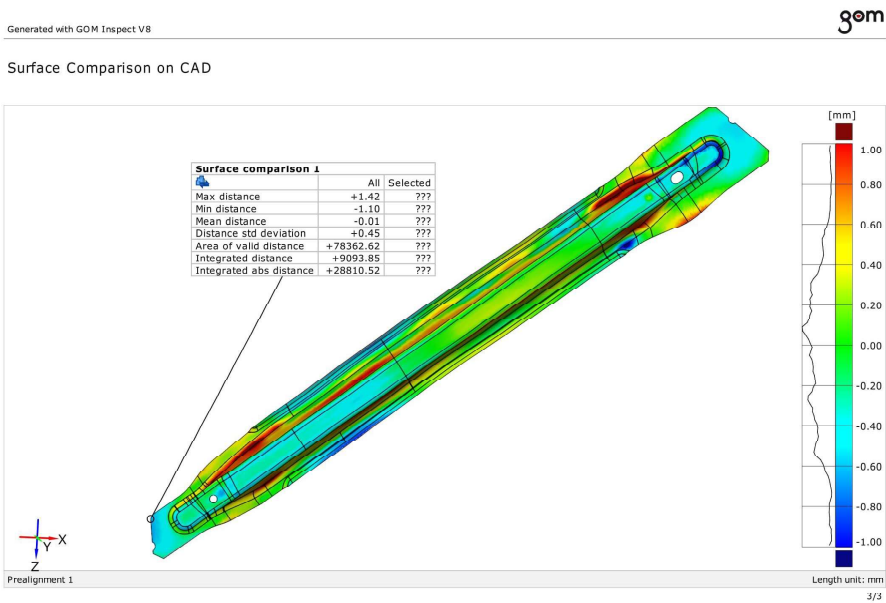 gom
Generated with GOM Inspect V8
Surface Comparison on CAD
[mm]
Surface comparison 1
All Selected
Max distance +1.42 ???
Min distance -1.10 ???
Mean distance -0.01 ???
Distance std deviation +0.45 ???
Area of valid distance +78362.62 ???
Integrated distance +9093.85 ???
Integrated abs distance +28810.52 ???
1.00
0.80
0.60
0.40
0.20
0.00
-0.20
-0.40
-0.60
-0.80
-1.00
X
Y
Z
Prealignment 1
Length unit: mm
3/3